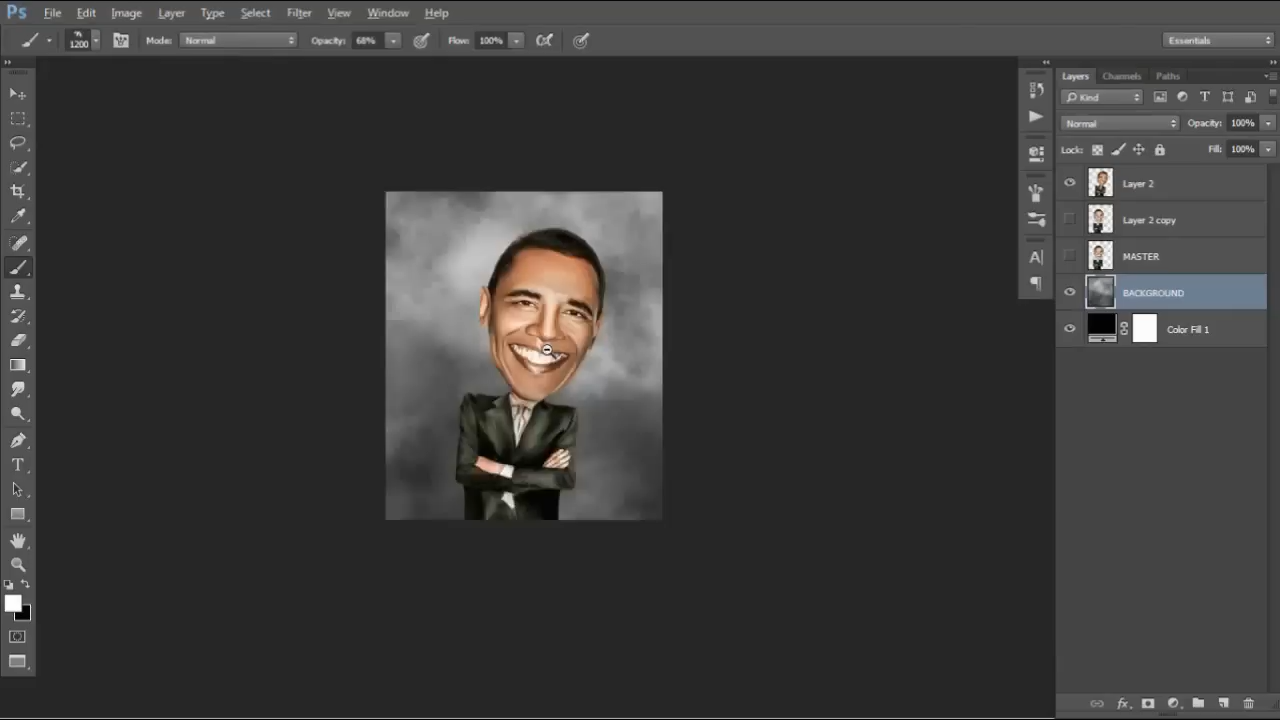 Ps File Edit Image Layer Type Select Filter View Window Help
1200 Mode: Normal Opacity: 68% Flow: 100% Essentials
Layers Channels Paths
Kind T
Normal Opacity: 100%
Lock: Fill: 100%
Layer 2
Layer 2 copy
MASTER
BACKGROUND
Color Fill 1
A
T
fx